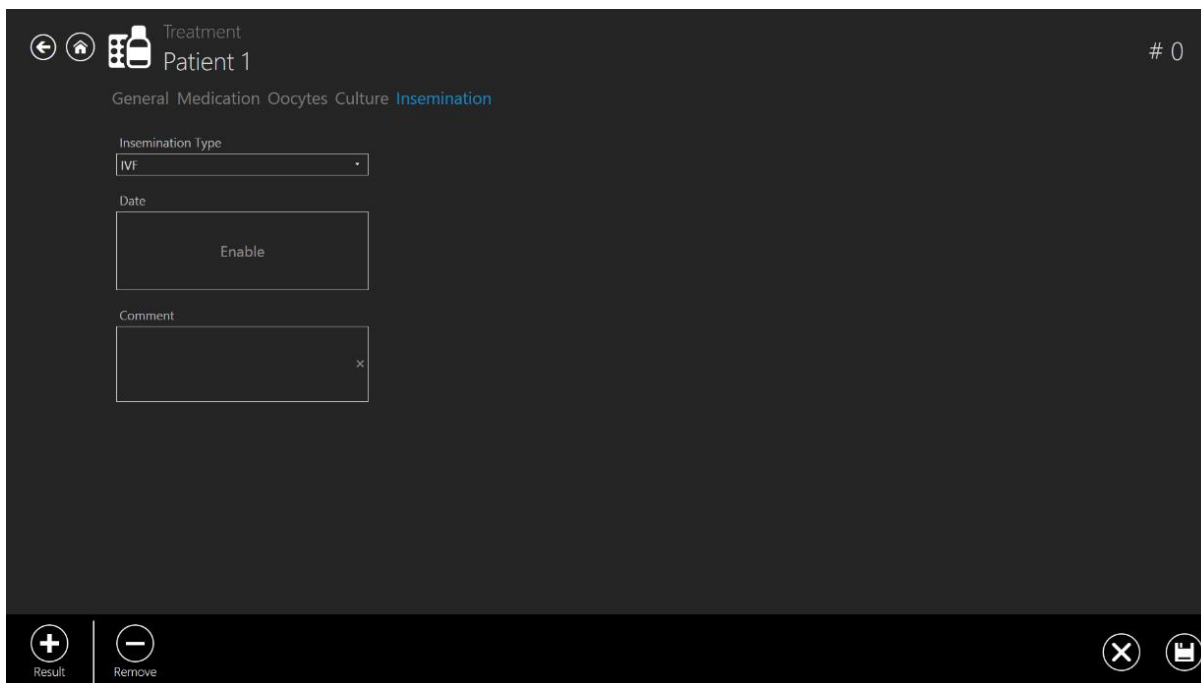 Treatment
Patient 1
# 0
General Medication Oocytes Culture Insemination
Insemination Type
IVF
Date
Enable
Comment
Result
Remove